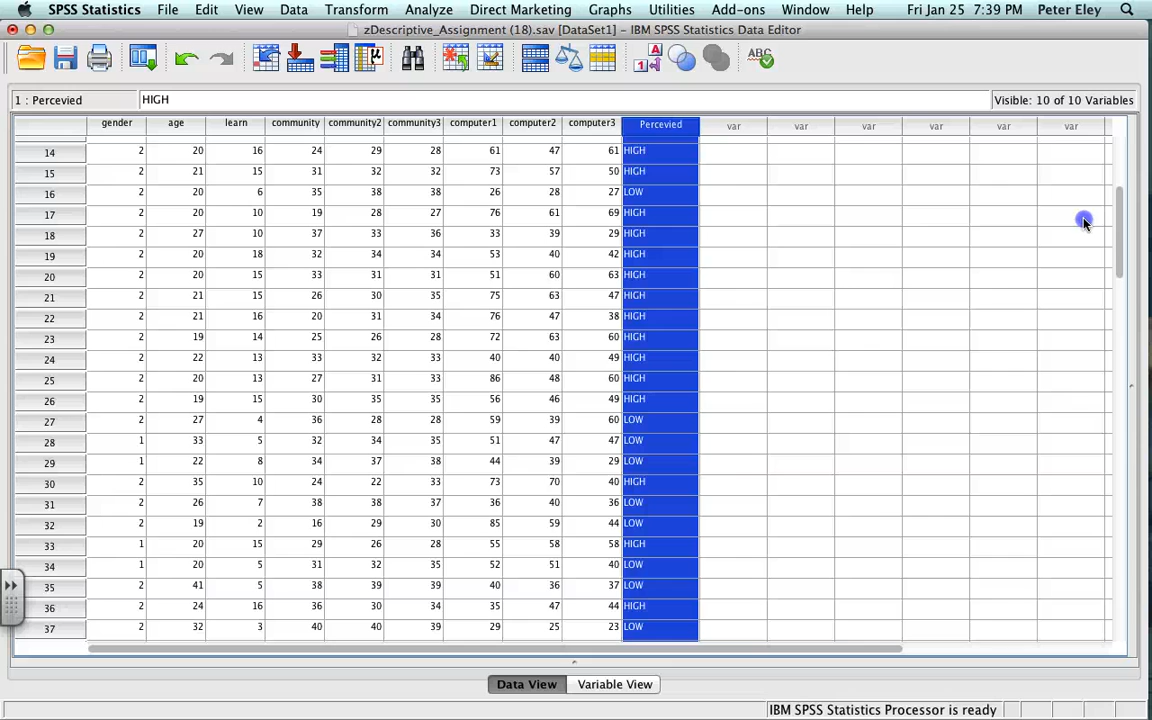 SPSS Statistics File Edit View Data Transform Analyze Direct Marketing Graphs Utilities Add-ons Window Help Fri Jan 25 7:39 PM Peter Eley
zDescriptive_Assignment (18).sav [DataSet1] - IBM SPSS Statistics Data Editor
A
1 4
ABC
1 : Percevied HIGH Visible: 10 of 10 Variables
gender age learn community community2 community3 computer1 computer2 computer3 Percevied var var var var var var
14 2 20 16 24 29 28 61 47 61 HIGH
15 2 21 15 31 32 32 73 57 50 HIGH
16 2 20 6 35 38 38 26 28 27 LOW
17 2 20 10 19 28 27 76 61 69 HIGH
18 2 27 10 37 33 36 33 39 29 HIGH
19 2 20 18 32 34 34 53 40 42 HIGH
20 2 20 15 33 31 31 51 60 63 HIGH
21 2 21 15 26 30 35 75 63 47 HIGH
22 2 21 16 20 31 34 76 47 38 HIGH
23 2 19 14 25 26 28 72 63 60 HIGH
24 2 22 13 33 32 33 40 40 49 HIGH
25 2 20 13 27 31 33 86 48 60 HIGH
26 2 19 15 30 35 35 56 46 49 HIGH
27 2 27 4 36 28 28 59 39 60 LOW
28 1 33 5 32 34 35 51 47 47 LOW
29 1 22 8 34 37 38 44 39 29 LOW
30 2 35 10 24 22 33 73 70 40 HIGH
31 2 26 7 38 38 37 36 40 36 LOW
32 2 19 2 16 29 30 85 59 44 LOW
33 1 20 15 29 26 28 55 58 58 HIGH
34 1 20 5 31 32 35 52 51 40 LOW
35 2 41 5 38 39 39 40 36 37 LOW
36 2 24 16 36 30 34 35 47 44 HIGH
37 2 32 3 40 40 39 29 25 23 LOW
Data View Variable View
IBM SPSS Statistics Processor is ready